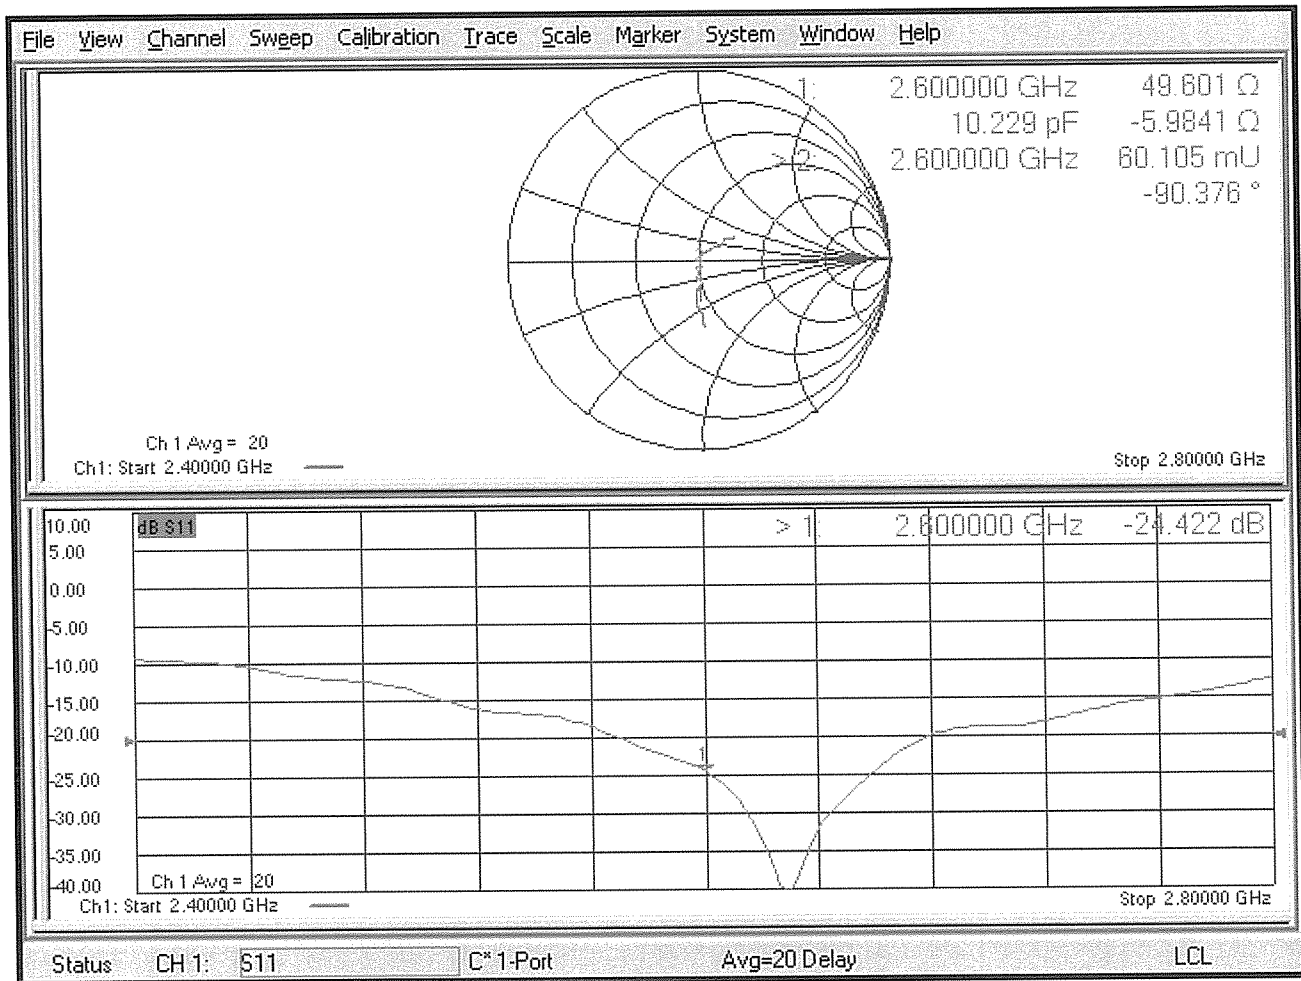 File View Channel Sweep Calibration Trace Scale Marker System Window Help
1: 2.600000 GHz 49.601 Ω
10.229 pF -5.9841 Ω
> 2: 2.600000 GHz 60.105 mU
-90.376 °
Ch 1 Avg = 20
Ch1: Start 2.40000 GHz
Stop 2.80000 GHz
10.00
dB S11
> 1: 2.600000 GHz -24.422 dB
5.00
0.00
-5.00
-10.00
-15.00
-20.00
1
-25.00
-30.00
-35.00
-40.00
Ch 1 Avg = 20
Ch1: Start 2.40000 GHz
Stop 2.80000 GHz
Status CH 1: S11 C* 1-Port Avg=20 Delay LCL